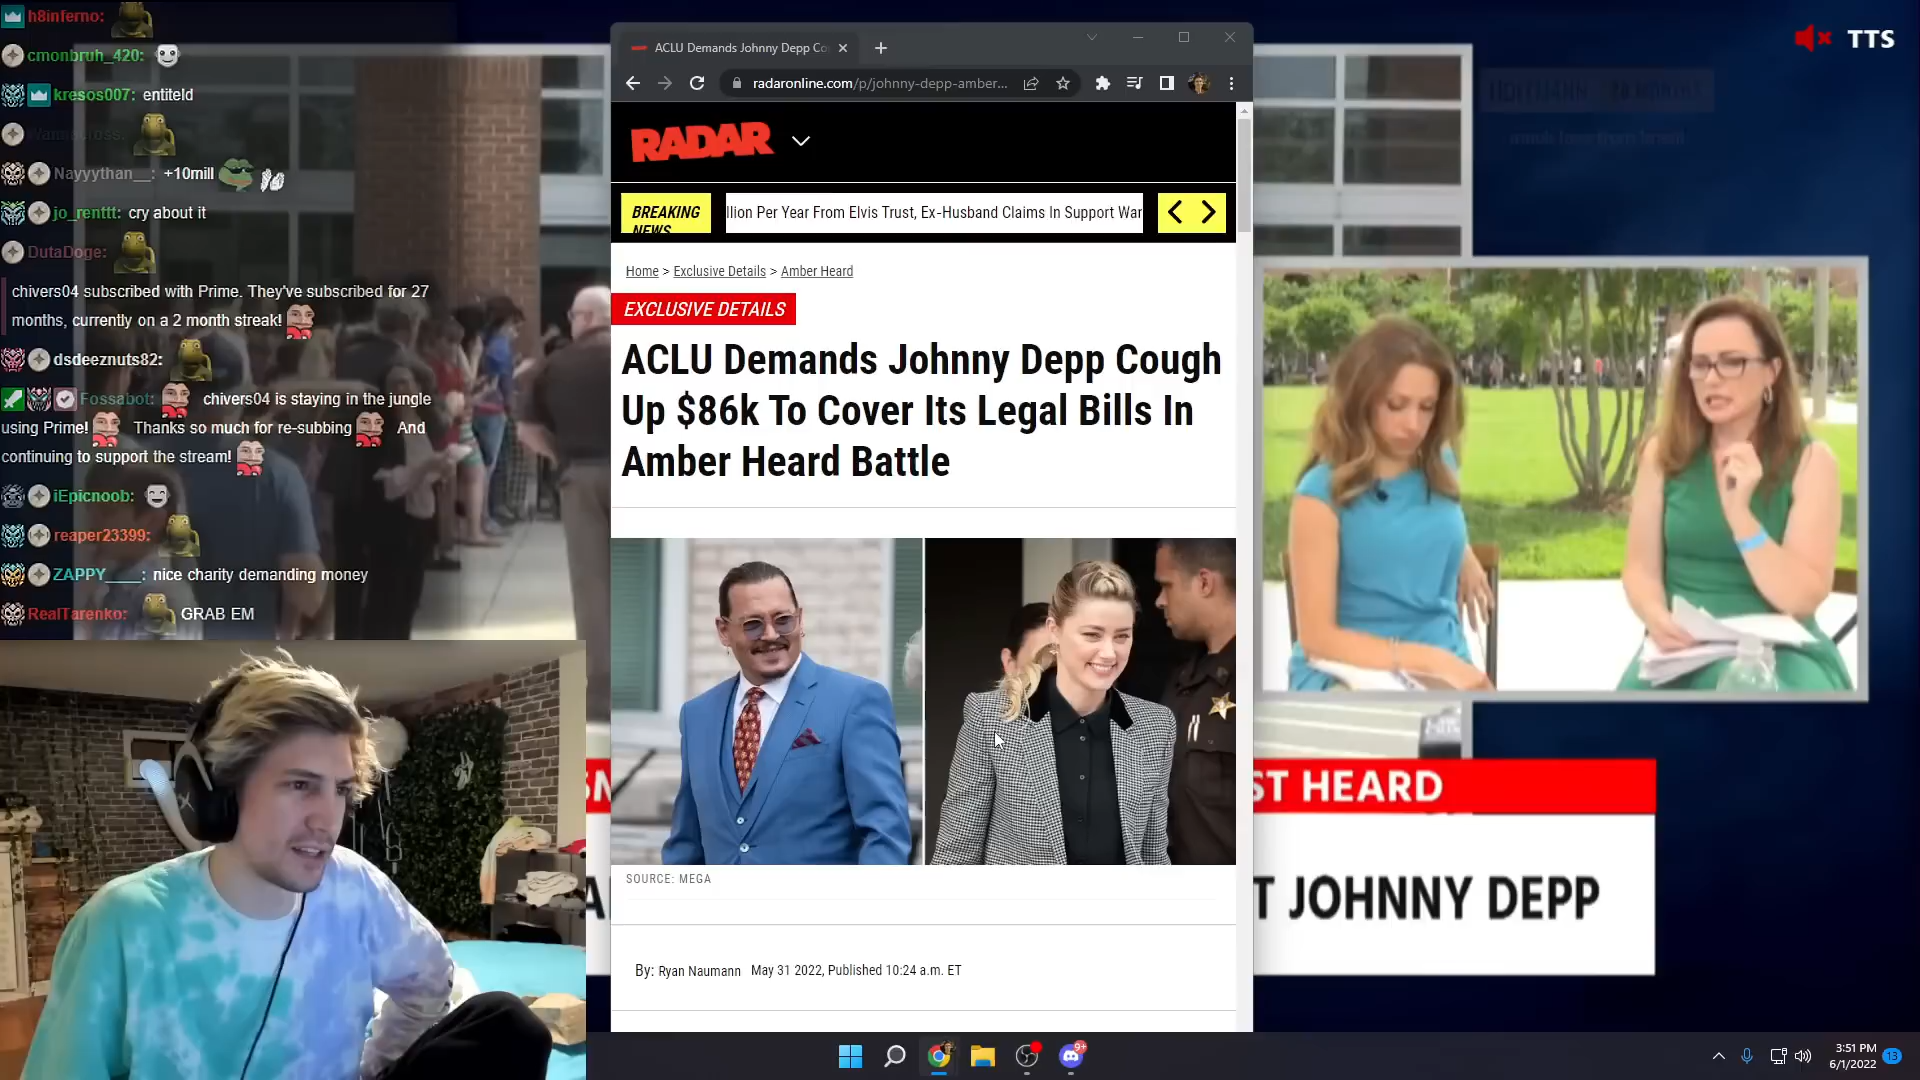 h8inferno:
cmonbruh_420:
kresos007: entiteld
Nayyythan__: +10mill
jo_renttt: cry about it
DutaDoge:
chivers04 subscribed with Prime. They've subscribed for 27
months, currently on a 2 month streak!
dsdeeznuts82:
Fossabot: chivers04 is staying in the jungle
using Prime! Thanks so much for re-subbing And
continuing to support the stream!
iEpicnoob:
reaper23399:
ZAPPY____: nice charity demanding money
RealTarenko: GRAB EM
ACLU Demands Johnny Depp Co
radaronline.com/p/johnny-depp-amber...
RADAR
BREAKING
NEWS
llion Per Year From Elvis Trust, Ex-Husband Claims In Support War
Home > Exclusive Details > Amber Heard
EXCLUSIVE DETAILS
ACLU Demands Johnny Depp Cough
Up $86k To Cover Its Legal Bills In
Amber Heard Battle
SOURCE: MEGA
By: Ryan Naumann May 31 2022, Published 10:24 a.m. ET
TTS
ST HEARD
T JOHNNY DEPP
9+
3:51 PM
6/1/2022
13